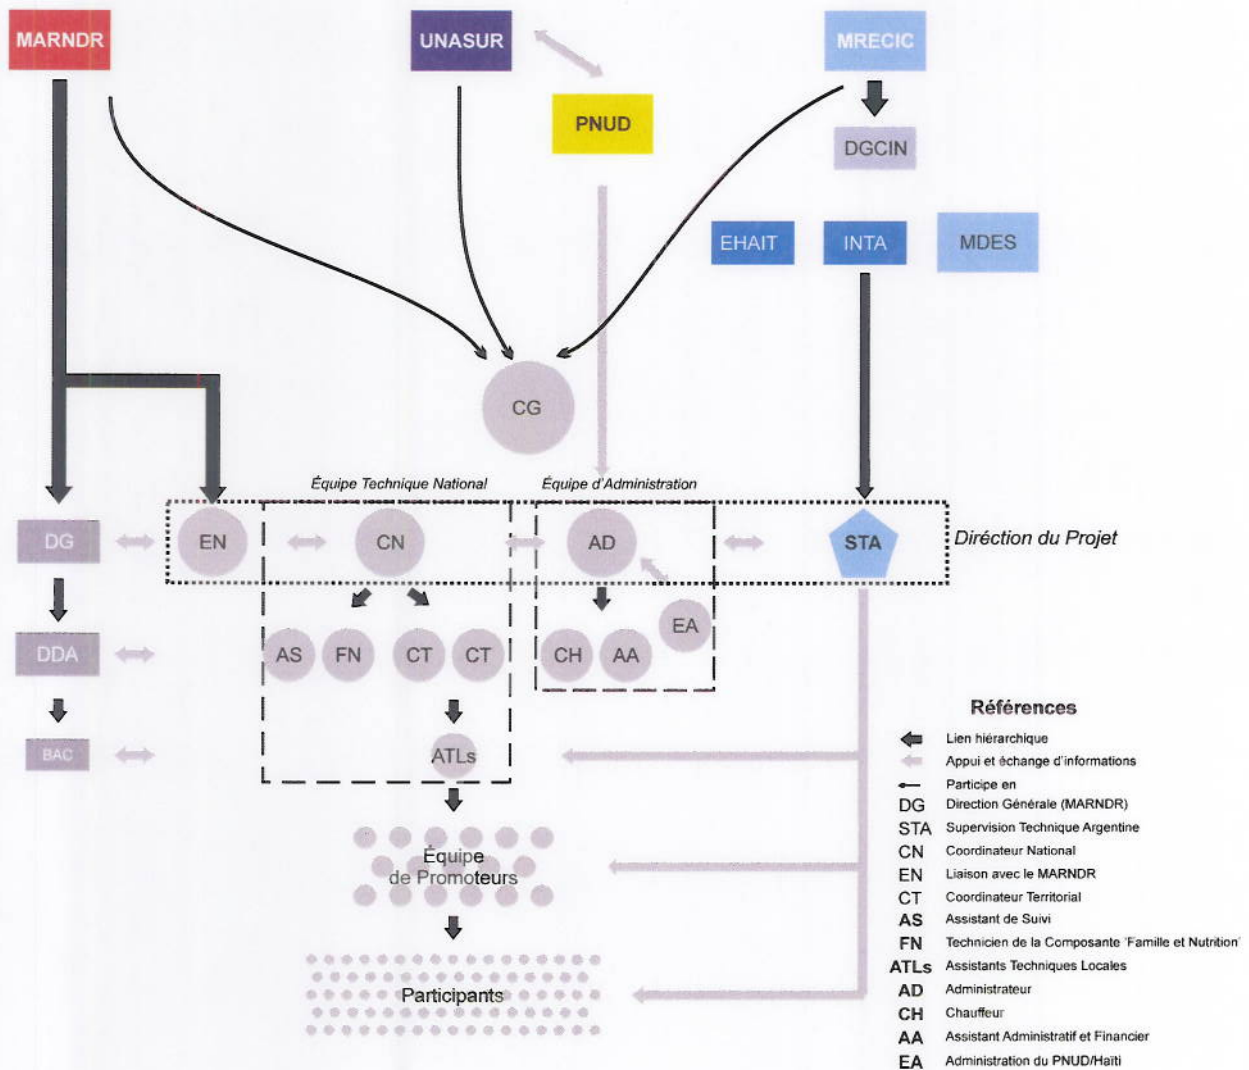 MARNDR
UNASUR
MRECIC
PNUD
DGCIN
EHAIT
INTA
MDES
CG
Équipe Technique National
Équipe d'Administration
DG
EN
CN
AD
STA
Diréction du Projet
DDA
AS
FN
CT
CT
CH
AA
EA
BAC
ATLs
Équipe
de Promoteurs
Participants
Références
Lien hiérarchique
Appui et échange d'informations
Participe en
DG Direction Générale (MARNDR)
STA Supervision Technique Argentine
CN Coordinateur National
EN Liaison avec le MARNDR
CT Coordinateur Territorial
AS Assistant de Suivi
FN Technicien de la Composante 'Famille et Nutrition'
ATLs Assistants Techniques Locales
AD Administrateur
CH Chauffeur
AA Assistant Administratif et Financier
EA Administration du PNUD/Haïti